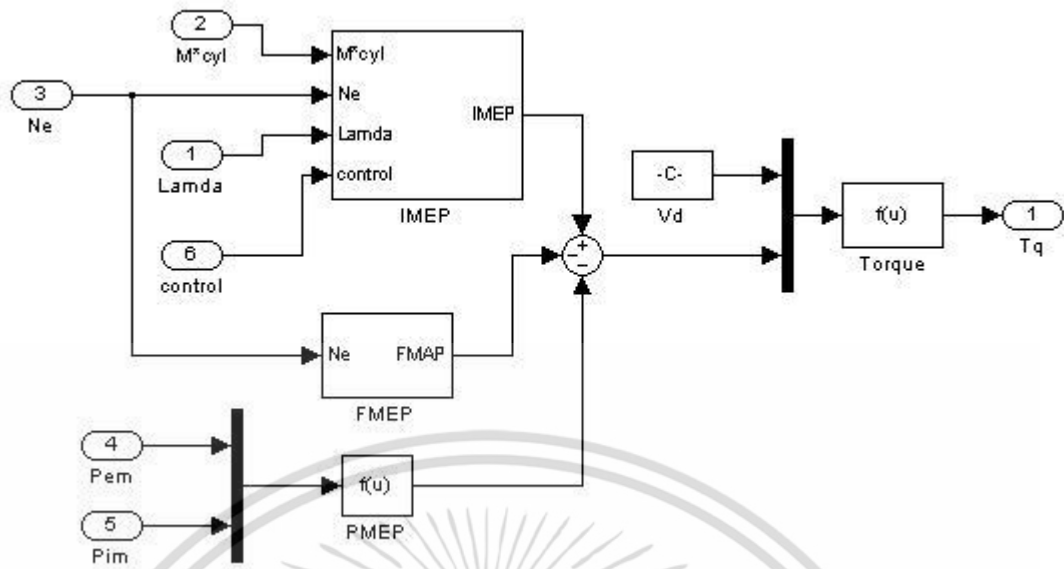 2
M*cyl
3
Ne
1
Lamda
6
control
M*cyl
Ne
Lamda
control
IMEP
IMEP
-C-
Vd
f(u)
Torque
1
Tq
+
−
−
Ne
FMAP
FMEP
4
Pem
5
Pim
f(u)
PMEP